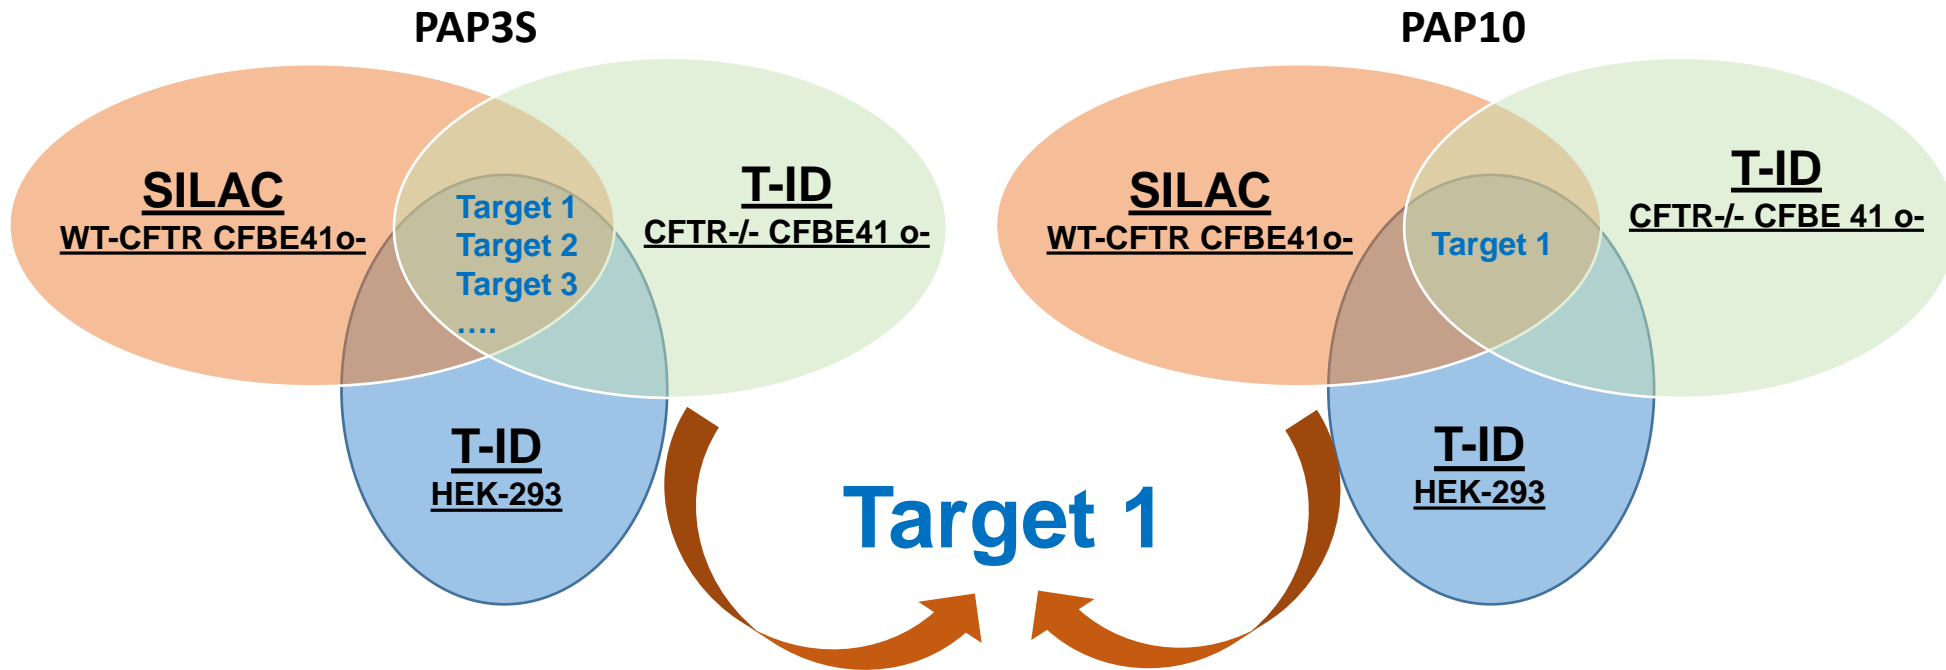 PAP3S
SILAC
WT-CFTR CFBE41o-
T-ID
CFTR-/- CFBE41 o-
Target 1
Target 2
Target 3
....
T-ID
HEK-293
PAP10
SILAC
WT-CFTR CFBE41o-
T-ID
CFTR-/- CFBE 41 o-
Target 1
T-ID
HEK-293
Target 1